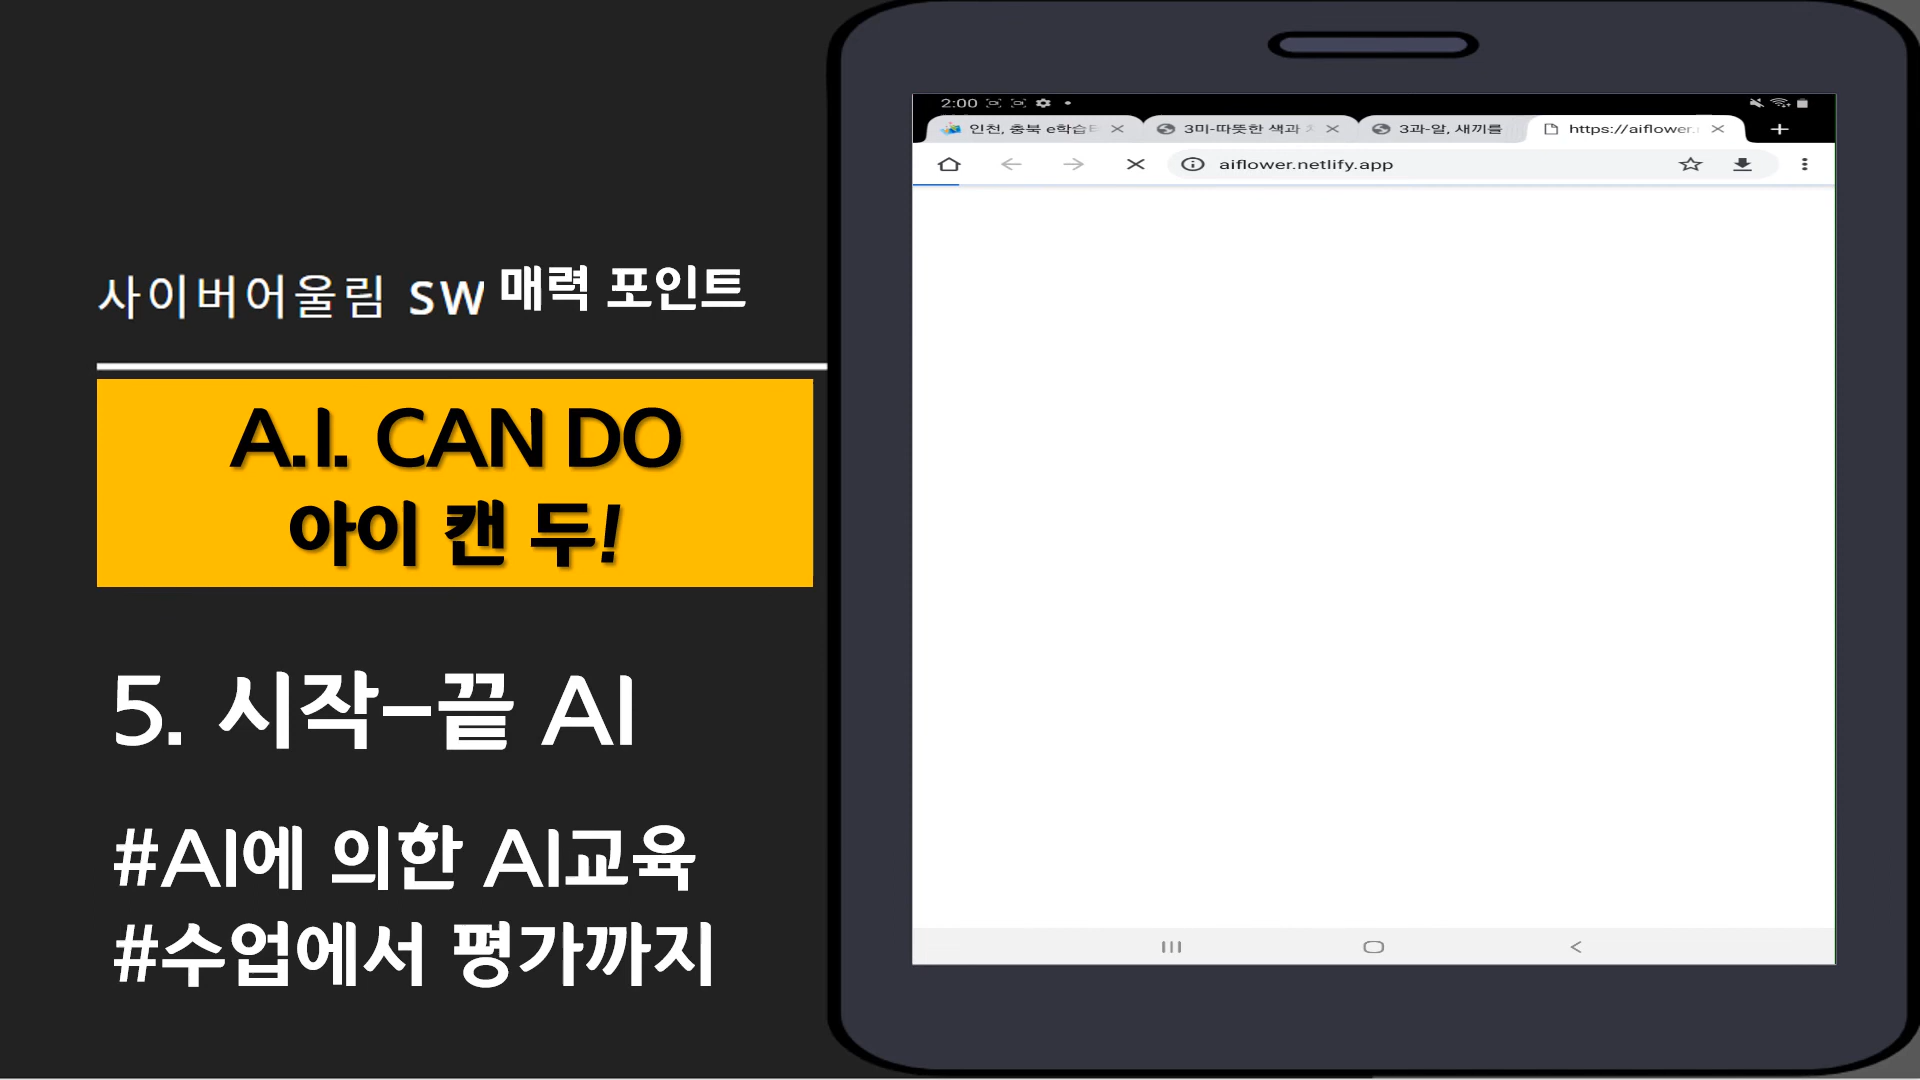 사이버어울림 SW 매력 포인트
A.I. CAN DO
아이 캔 두!
5. 시작-끝 AI
#AI에 의한 AI교육
#수업에서 평가까지
2:00
인천, 충북 e학습 3미-따뜻한 색과 3과-알, 새끼를 https://aiflower.
aiflower.netlify.app